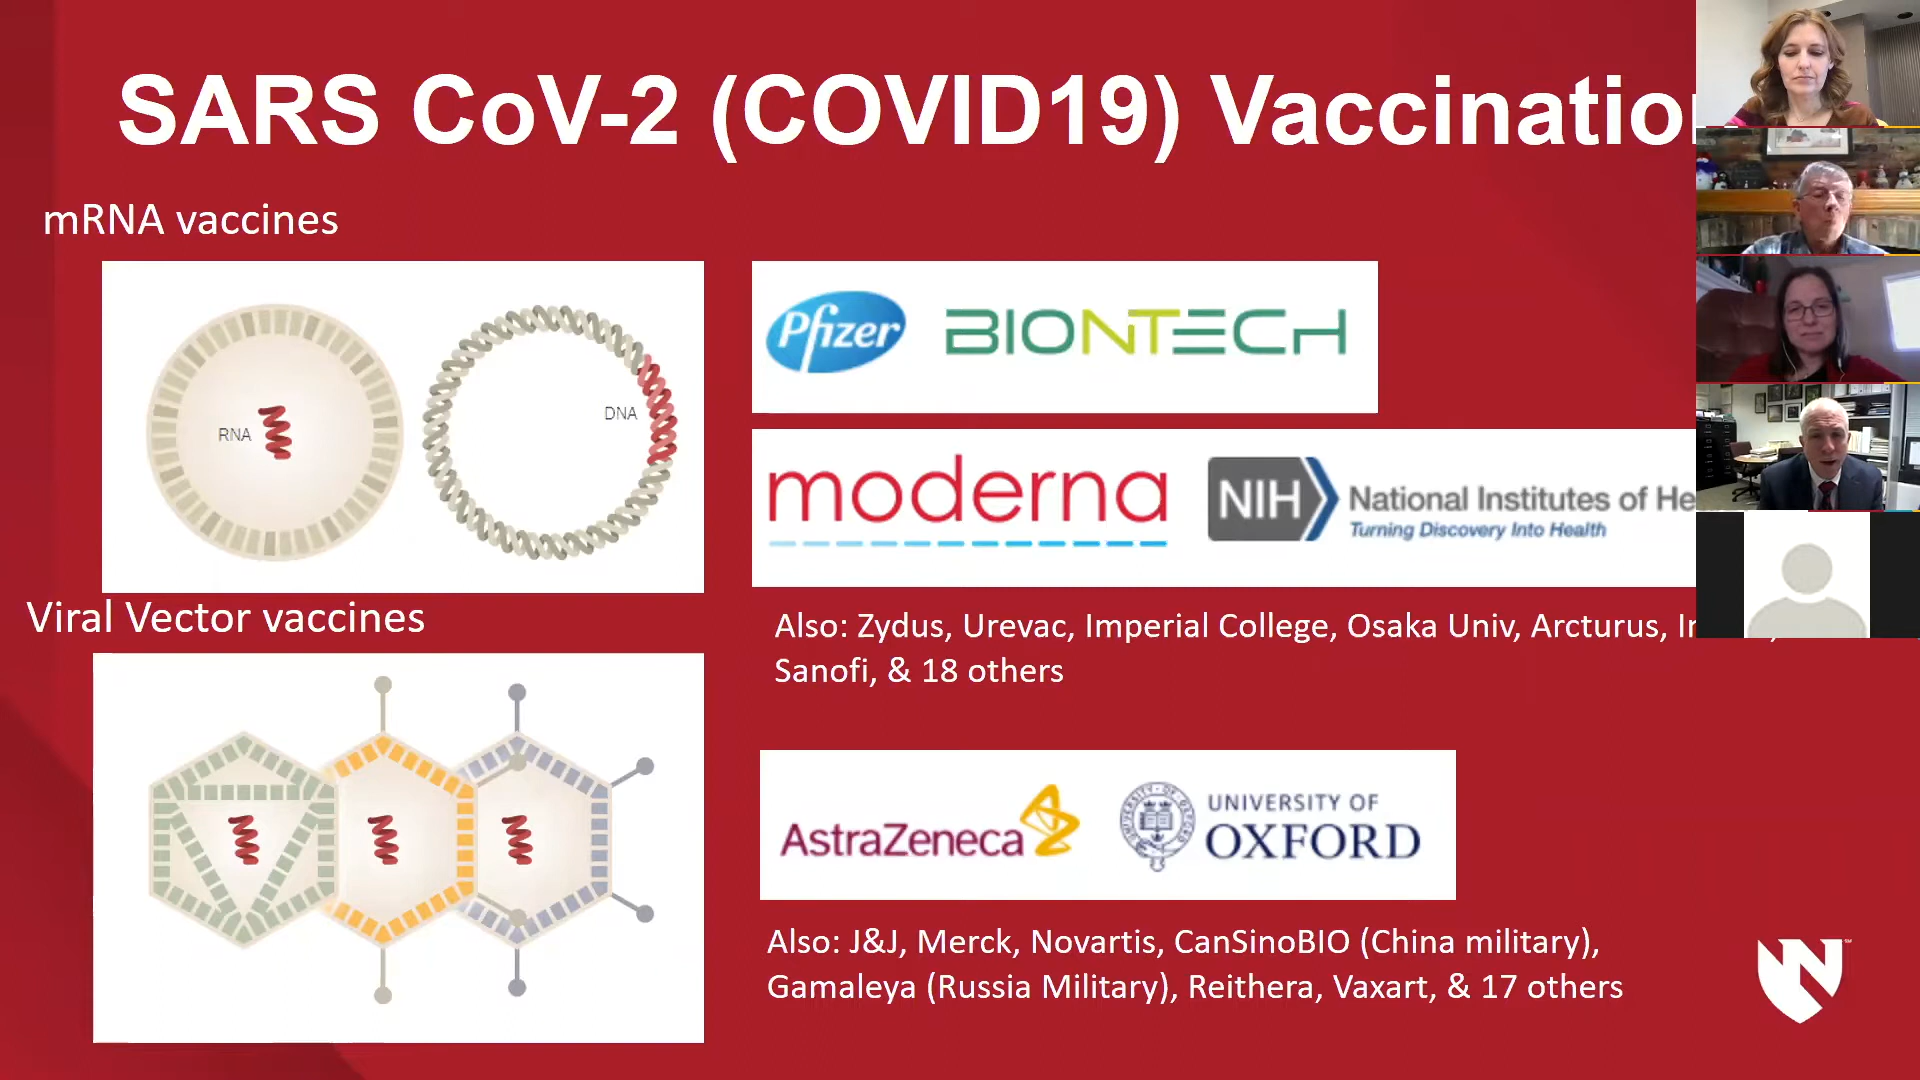 SARS CoV-2 (COVID19) Vaccinatio
mRNA vaccines
RNA
DNA
Pfizer BIONTECH
moderna
NIH National Institutes of He
Turning Discovery Into Health
Also: Zydus, Urevac, Imperial College, Osaka Univ, Arcturus,
Sanofi, & 18 others
Viral Vector vaccines
AstraZeneca
UNIVERSITY OF
OXFORD
Also: J&J, Merck, Novartis, CanSinoBIO (China military),
Gamaleya (Russia Military), Reithera, Vaxart, & 17 others
N